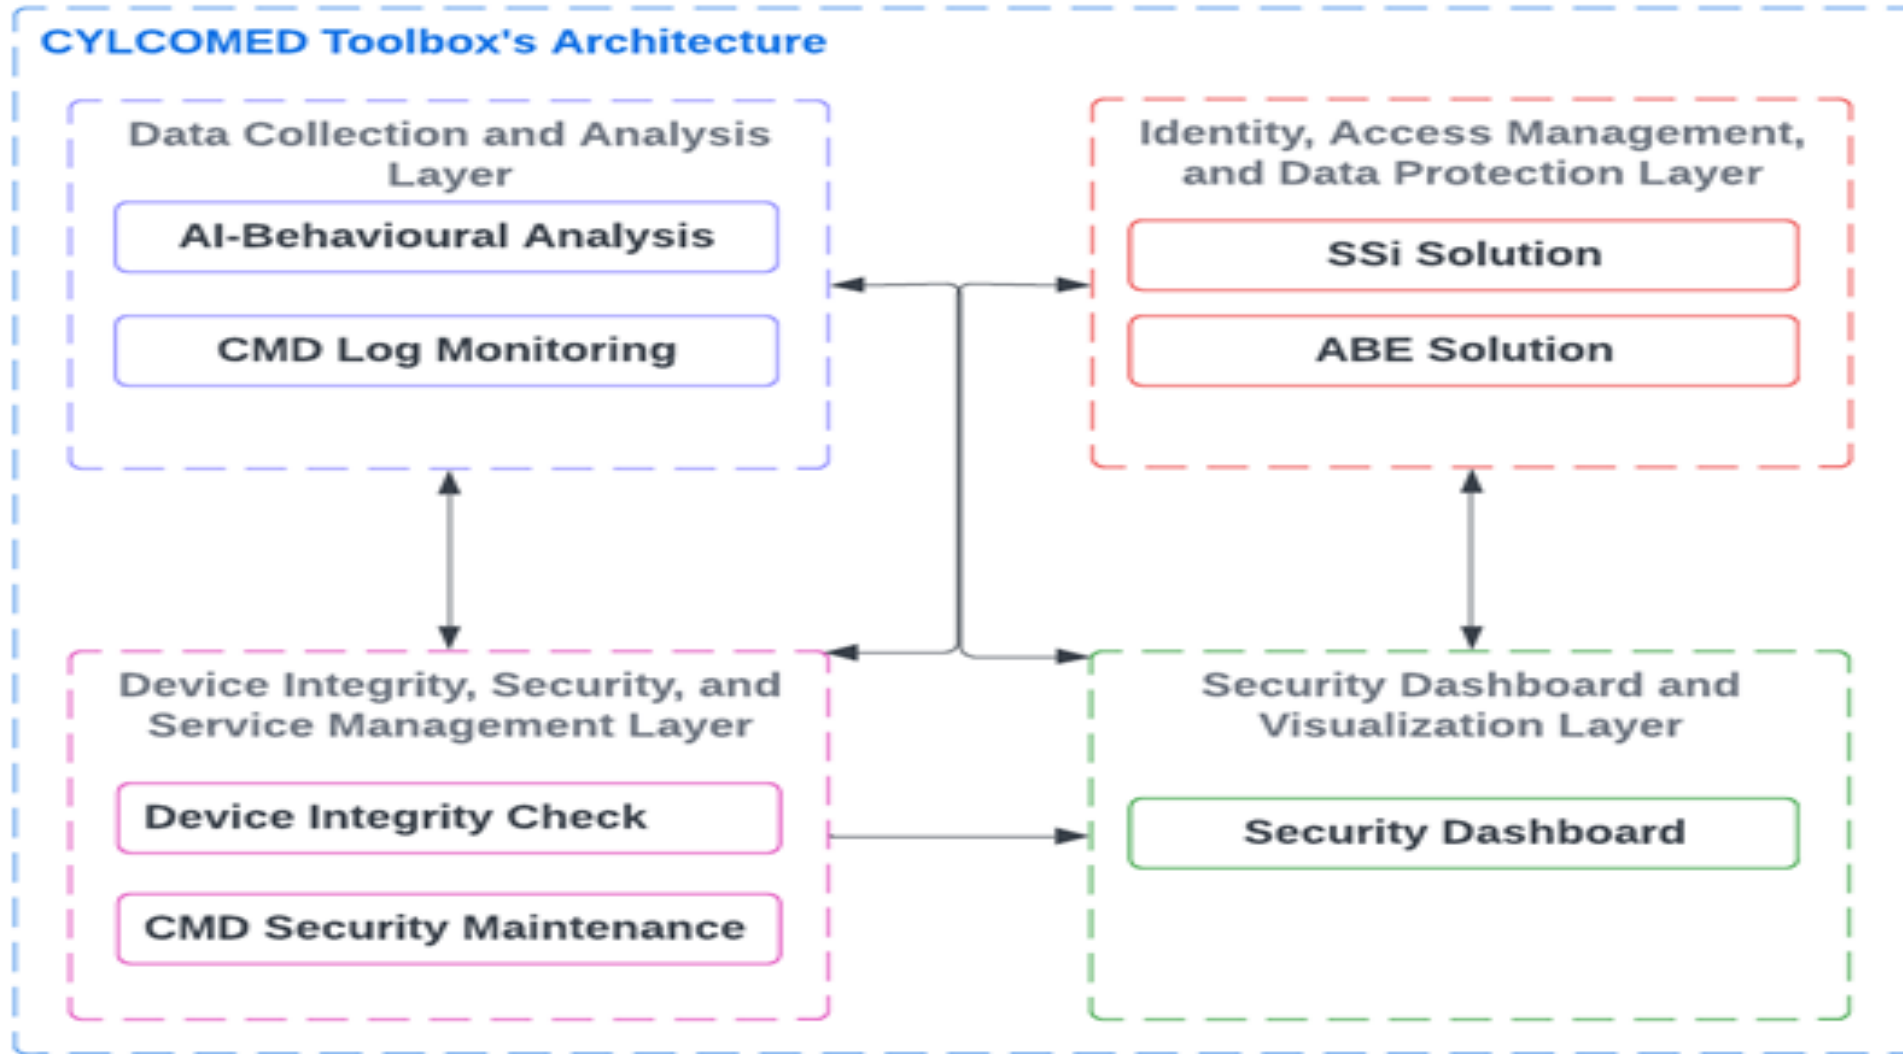 CYLCOMED Toolbox's Architecture
Data Collection and Analysis
Layer
AI-Behavioural Analysis
CMD Log Monitoring
Identity, Access Management,
and Data Protection Layer
SSi Solution
ABE Solution
Device Integrity, Security, and
Service Management Layer
Device Integrity Check
CMD Security Maintenance
Security Dashboard and
Visualization Layer
Security Dashboard